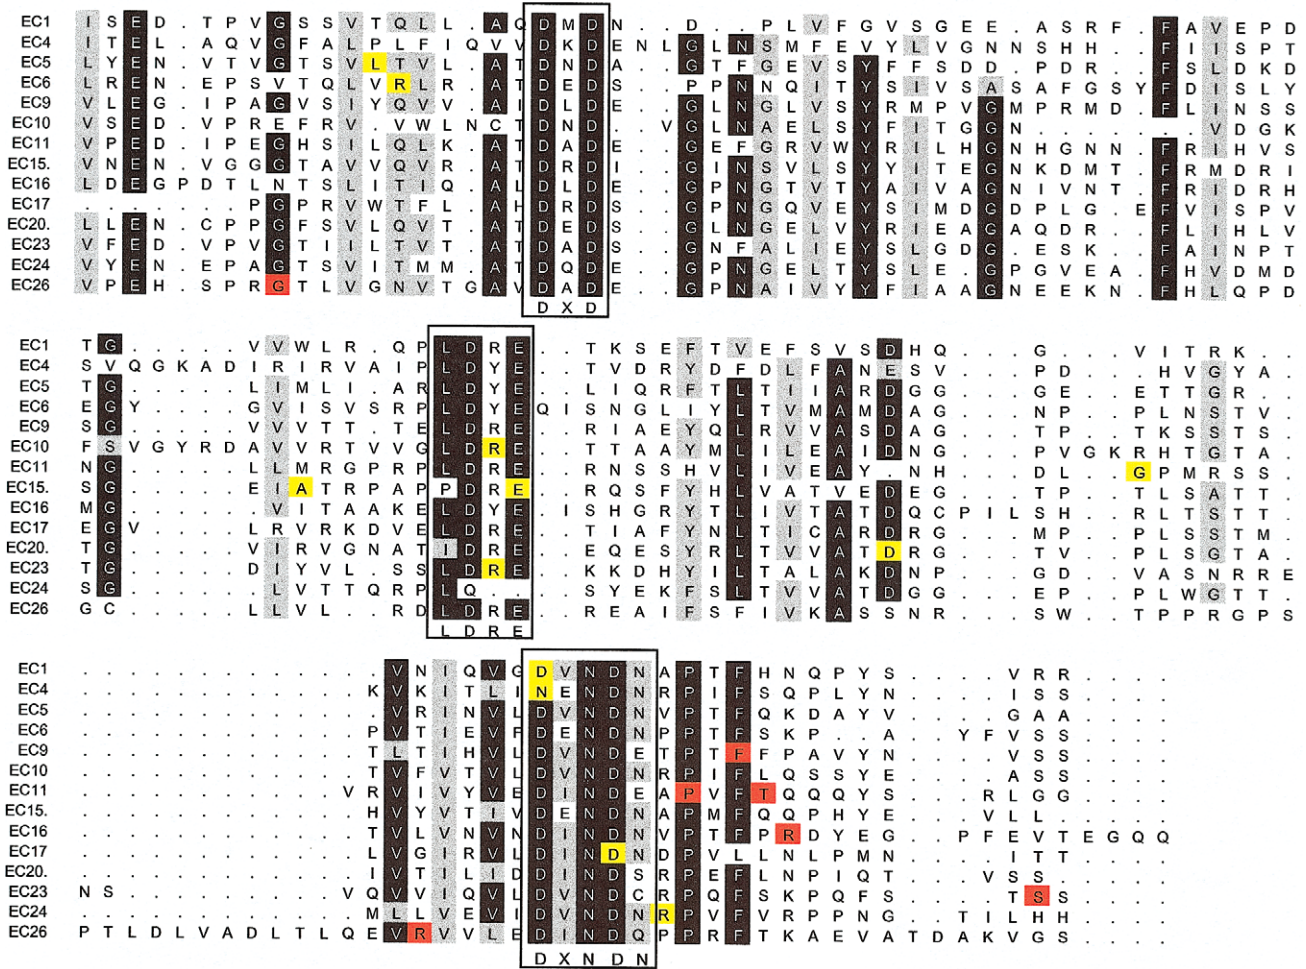 EC1 I S E D . T P V G S S V T Q L L . A Q D M D N . . D . . P L V F G V S G E E . A S R F . F A V E P D
EC4 I T E L . A Q V G F A L P L F I Q V V D K D E N L G L N S M F E V Y L V G N N S H H . F I I S P T
EC5 L Y E N . V T V G T S V L T V L . A T D N D A . . G T F G E V S Y F F S D D . P D R . F S L D K D
EC6 L R E N . E P S V T Q L V R L R . A T D E D S . . P P N N Q I T Y S I V S A S A F G S Y F D I S L Y
EC9 V L E G . I P A G V S I Y Q V V . A I D L D E . . G L N G L V S Y R M P V G M P R M D . F L I N S S
EC10 V S E D . V P R E F R V . V W L N C T D N D . . V G L N A E L S Y F I T G G N . . . . . . V D G K
EC11 V P E D . I P E G H S I L Q L K . A T D A D E . . G E F G R V W Y R I L H G N H G N N . F R I H V S
EC15. V N E N . V G G G T A V V Q V R . A T D R D I . . G I N S V L S Y Y I T E G N K D M T . F R M D R I
EC16 L D E G P D T L N T S L I T I Q . A L D L D E . . G P N G T V T Y A I V A G N I V N T . F R I D R H
EC17 . . . . . . . P G P R V W T F L . A H D R D S . . G P N G Q V E Y S I M D G D P L G . E F V I S P V
EC20. L L E N . C P P G F S V L Q V T . A T D E D S . . G L N G E L V Y R I E A G A Q D R . . F L I H L V
EC23 V F E D . V P V G T I I L T V T . A T D A D S . . G N F A L I E Y S L G D G . E S K . . F A I N P T
EC24 V Y E N . E P A G T S V I T M M . A T D Q D E . . G P N G E L T Y S L E . G P G V E A . F H V D M D
EC26 V P E H . S P R G T L V G N V T G A V D A D E . . G P N A I V Y Y F I A A G N E E K N . F H L Q P D
D X D
EC1 T G . . . . . V V W L R . Q P L D R E . . T K S E F T V E F S V S D H Q . . . G . . . V I T R K .
EC4 S V Q G K A D I R I R V A I P L D Y E . . T V D R Y D F D L F A N E S V . . . P D . . . H V G Y A .
EC5 T G . . . . . L I M L I . A R L D Y E . . L I Q R F T L T I I A R D G G . . . G E . . E T T G R .
EC6 E G Y . . . . G V I S V S R P L D Y E Q I S N G L I Y L T V M A M D A G . . . N P . . P L N S T V
EC9 S G . . . . . V V V T T . T E L D R E . . R I A E Y Q L R V V A S D A G . . . T P . . T K S S T S .
EC10 F S V G Y R D A V V R T V V G L D R E . . T T A A Y M L I L E A I D N G . . . P V G K R H T G T A .
EC11 N G . . . . . L L M R G P R P L D R E . . R N S S H V L I V E A Y . N H . . . D L . . G P M R S S .
EC15. S G . . . . . E I A T R P A P P D R E . . R Q S F Y H L V A T V E D E G . . . T P . . T L S A T T .
EC16 M G . . . . . . V I T A A K E L D Y E . I S H G R Y T L I V T A T D Q C P I L S H . . R L T S T T .
EC17 E G V . . . . L R V R K D V E L D R E . . T I A F Y N L T I C A R D R G . . . M P . . P L S S T M .
EC20. T G . . . . . V I R V G N A T I D R E . . E Q E S Y R L T V V A T D R G . . . T V . . P L S G T A .
EC23 T G . . . . . D I Y V L . S S L D R E . . K K D H Y I L T A L A K D N P . . . G D . . V A S N R R E
EC24 S G . . . . . . L V T T Q R P L Q . . . . S Y E K F S L T V V A T D G G . . . E P . . P L W G T T .
EC26 G C . . . . . L L V L . R D L D R E . . R E A I F S F I V K A S S N R . . . S W . . T P P R G P S
L D R E
EC1 . . . . . . . . . . . . . V N I Q V G D V N D N A P T F H N Q P Y S . . . . V R R . . . .
EC4 . . . . . . . . . . . . K V K I T L I N E N D N R P I F S Q P L Y N . . . . I S S . . . .
EC5 . . . . . . . . . . . . . V R I N V L D V N D N V P T F Q K D A Y V . . . . G A A . . . .
EC6 . . . . . . . . . . . . P V T I E V F D E N D N P P T F S K P . . A . . Y F V S S . . . .
EC9 . . . . . . . . . . . . T L T I H V L D V N D E T P T F F P A V Y N . . . . V S S . . . .
EC10 . . . . . . . . . . . . T V F V T V L D V N D N R P I F L Q S S Y E . . . . A S S . . . .
EC11 . . . . . . . . . . . V R V I V Y V E D I N D E A P V F T Q Q Q Y S . . . R L G G . . . .
EC15. . . . . . . . . . . . . H V Y V T I V D E N D N A P M F Q Q P H Y E . . . V L L . . . . .
EC16 . . . . . . . . . . . . T V L V N V N D I N D N V P T F P R D Y E G . . P F E V T E G Q Q
EC17 . . . . . . . . . . . . L V G I R V L D I N D N D P V L L N L P M N . . . . I T T . . . .
EC20. . . . . . . . . . . . . I V T I L I D D I N D S R P E F L N P I Q T . . . V S S . . . . .
EC23 N S . . . . . . . . . V Q V V I Q V L D V N D C R P Q F S K P Q F S . . . . T S S . . . .
EC24 . . . . . . . . . . . . M L L V E V I D V N D N R P V F V R P P N G . . T I L H H . . . .
EC26 P T L D L V A D L T L Q E V R V V L E D I N D Q P P R F T K A E V A T D A K V G S . . . .
D X N D N